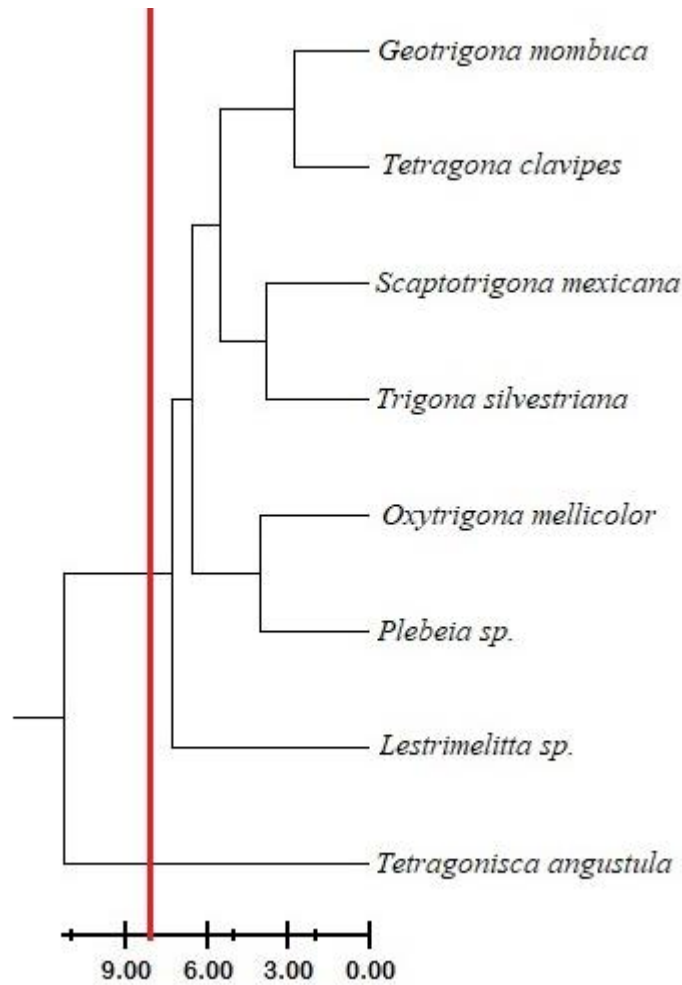 Geotrigona mombuca
Tetragona clavipes
Scaptotrigona mexicana
Trigona silvestriana
Oxytrigona mellicolor
Plebeia sp.
Lestrimelitta sp.
Tetragonisca angustula
9.00 6.00 3.00 0.00